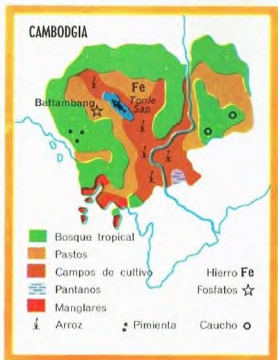 CAMBODGIA
Fe
Tonle
Sap
Battambang
Bosque tropical
Pastos
Campos de cultivo
Hierro Fe
Pantanos
Fosfatos
Manglares
Arroz
Pimienta
Caucho